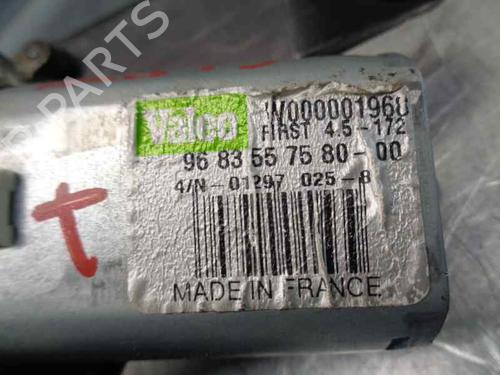 PARTS
Valeo
W000001960
FIRST 4.5-172
96 83 55 75 80-00
4/N-01297 025-8
MADE IN FRANCE
t